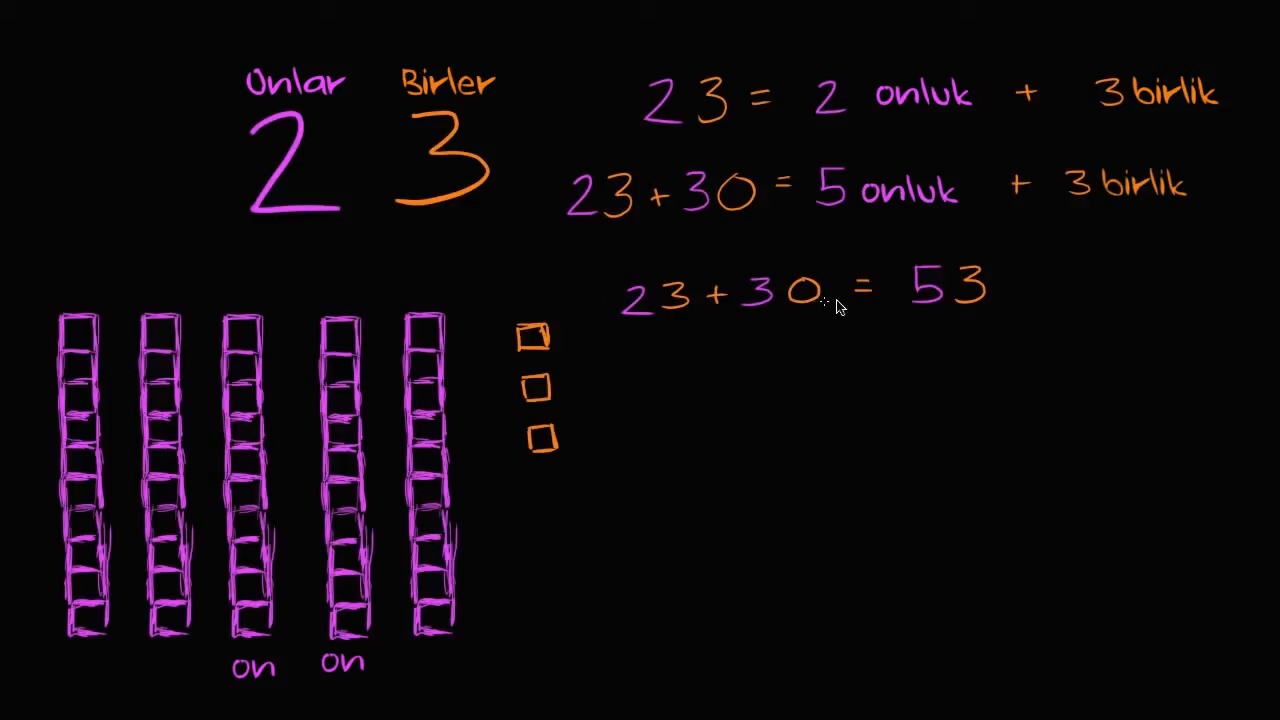 Onlar Birler
2 3
23 = 2 onluk + 3 birlik
23 + 30 = 5 onluk + 3 birlik
23 + 30 = 53
on on